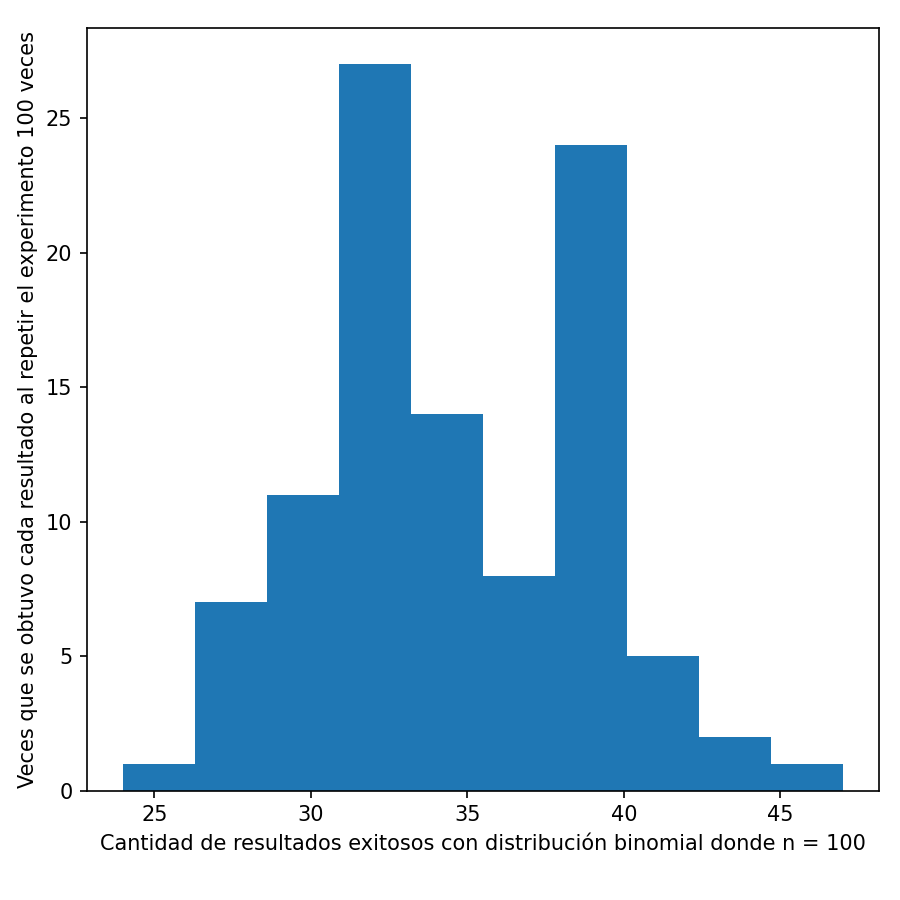 Veces que se obtuvo cada resultado al repetir el experimento 100 veces
25
20
15
10
5
0
25 30 35 40 45
Cantidad de resultados exitosos con distribución binomial donde n = 100